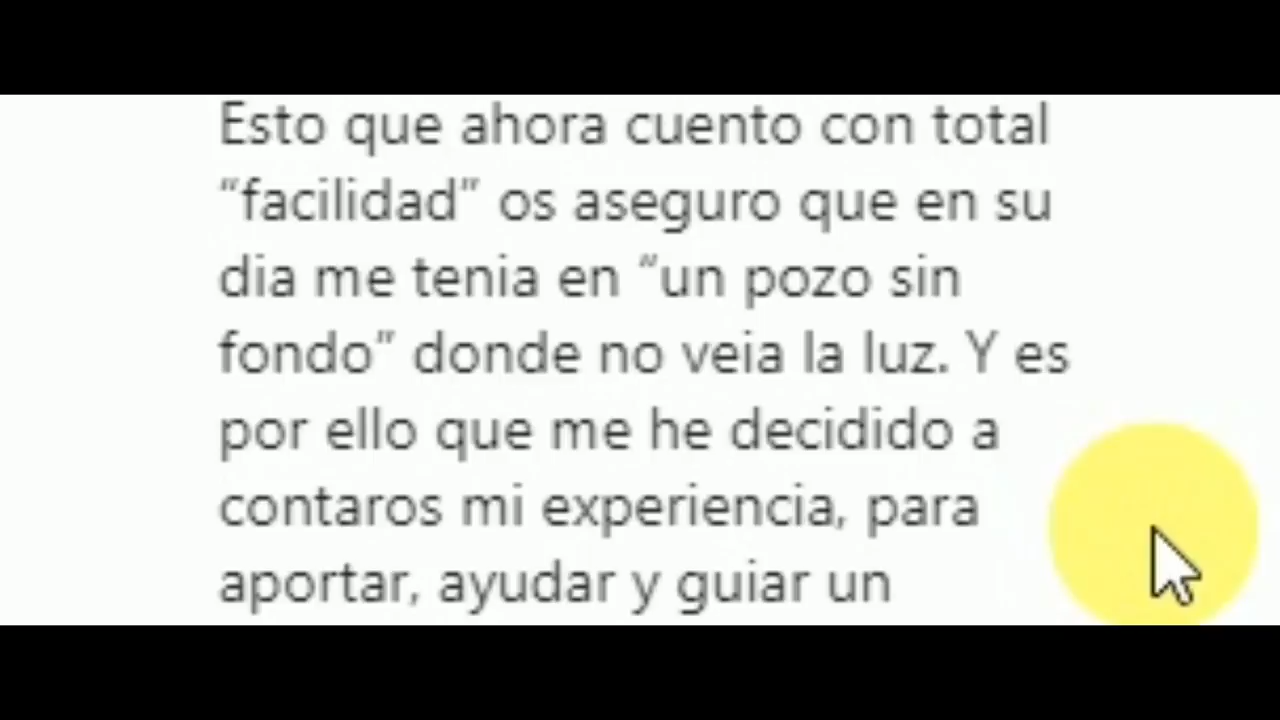 Esto que ahora cuento con total
“facilidad” os aseguro que en su
dia me tenia en “un pozo sin
fondo” donde no veia la luz. Y es
por ello que me he decidido a
contaros mi experiencia, para
aportar, ayudar y guiar un